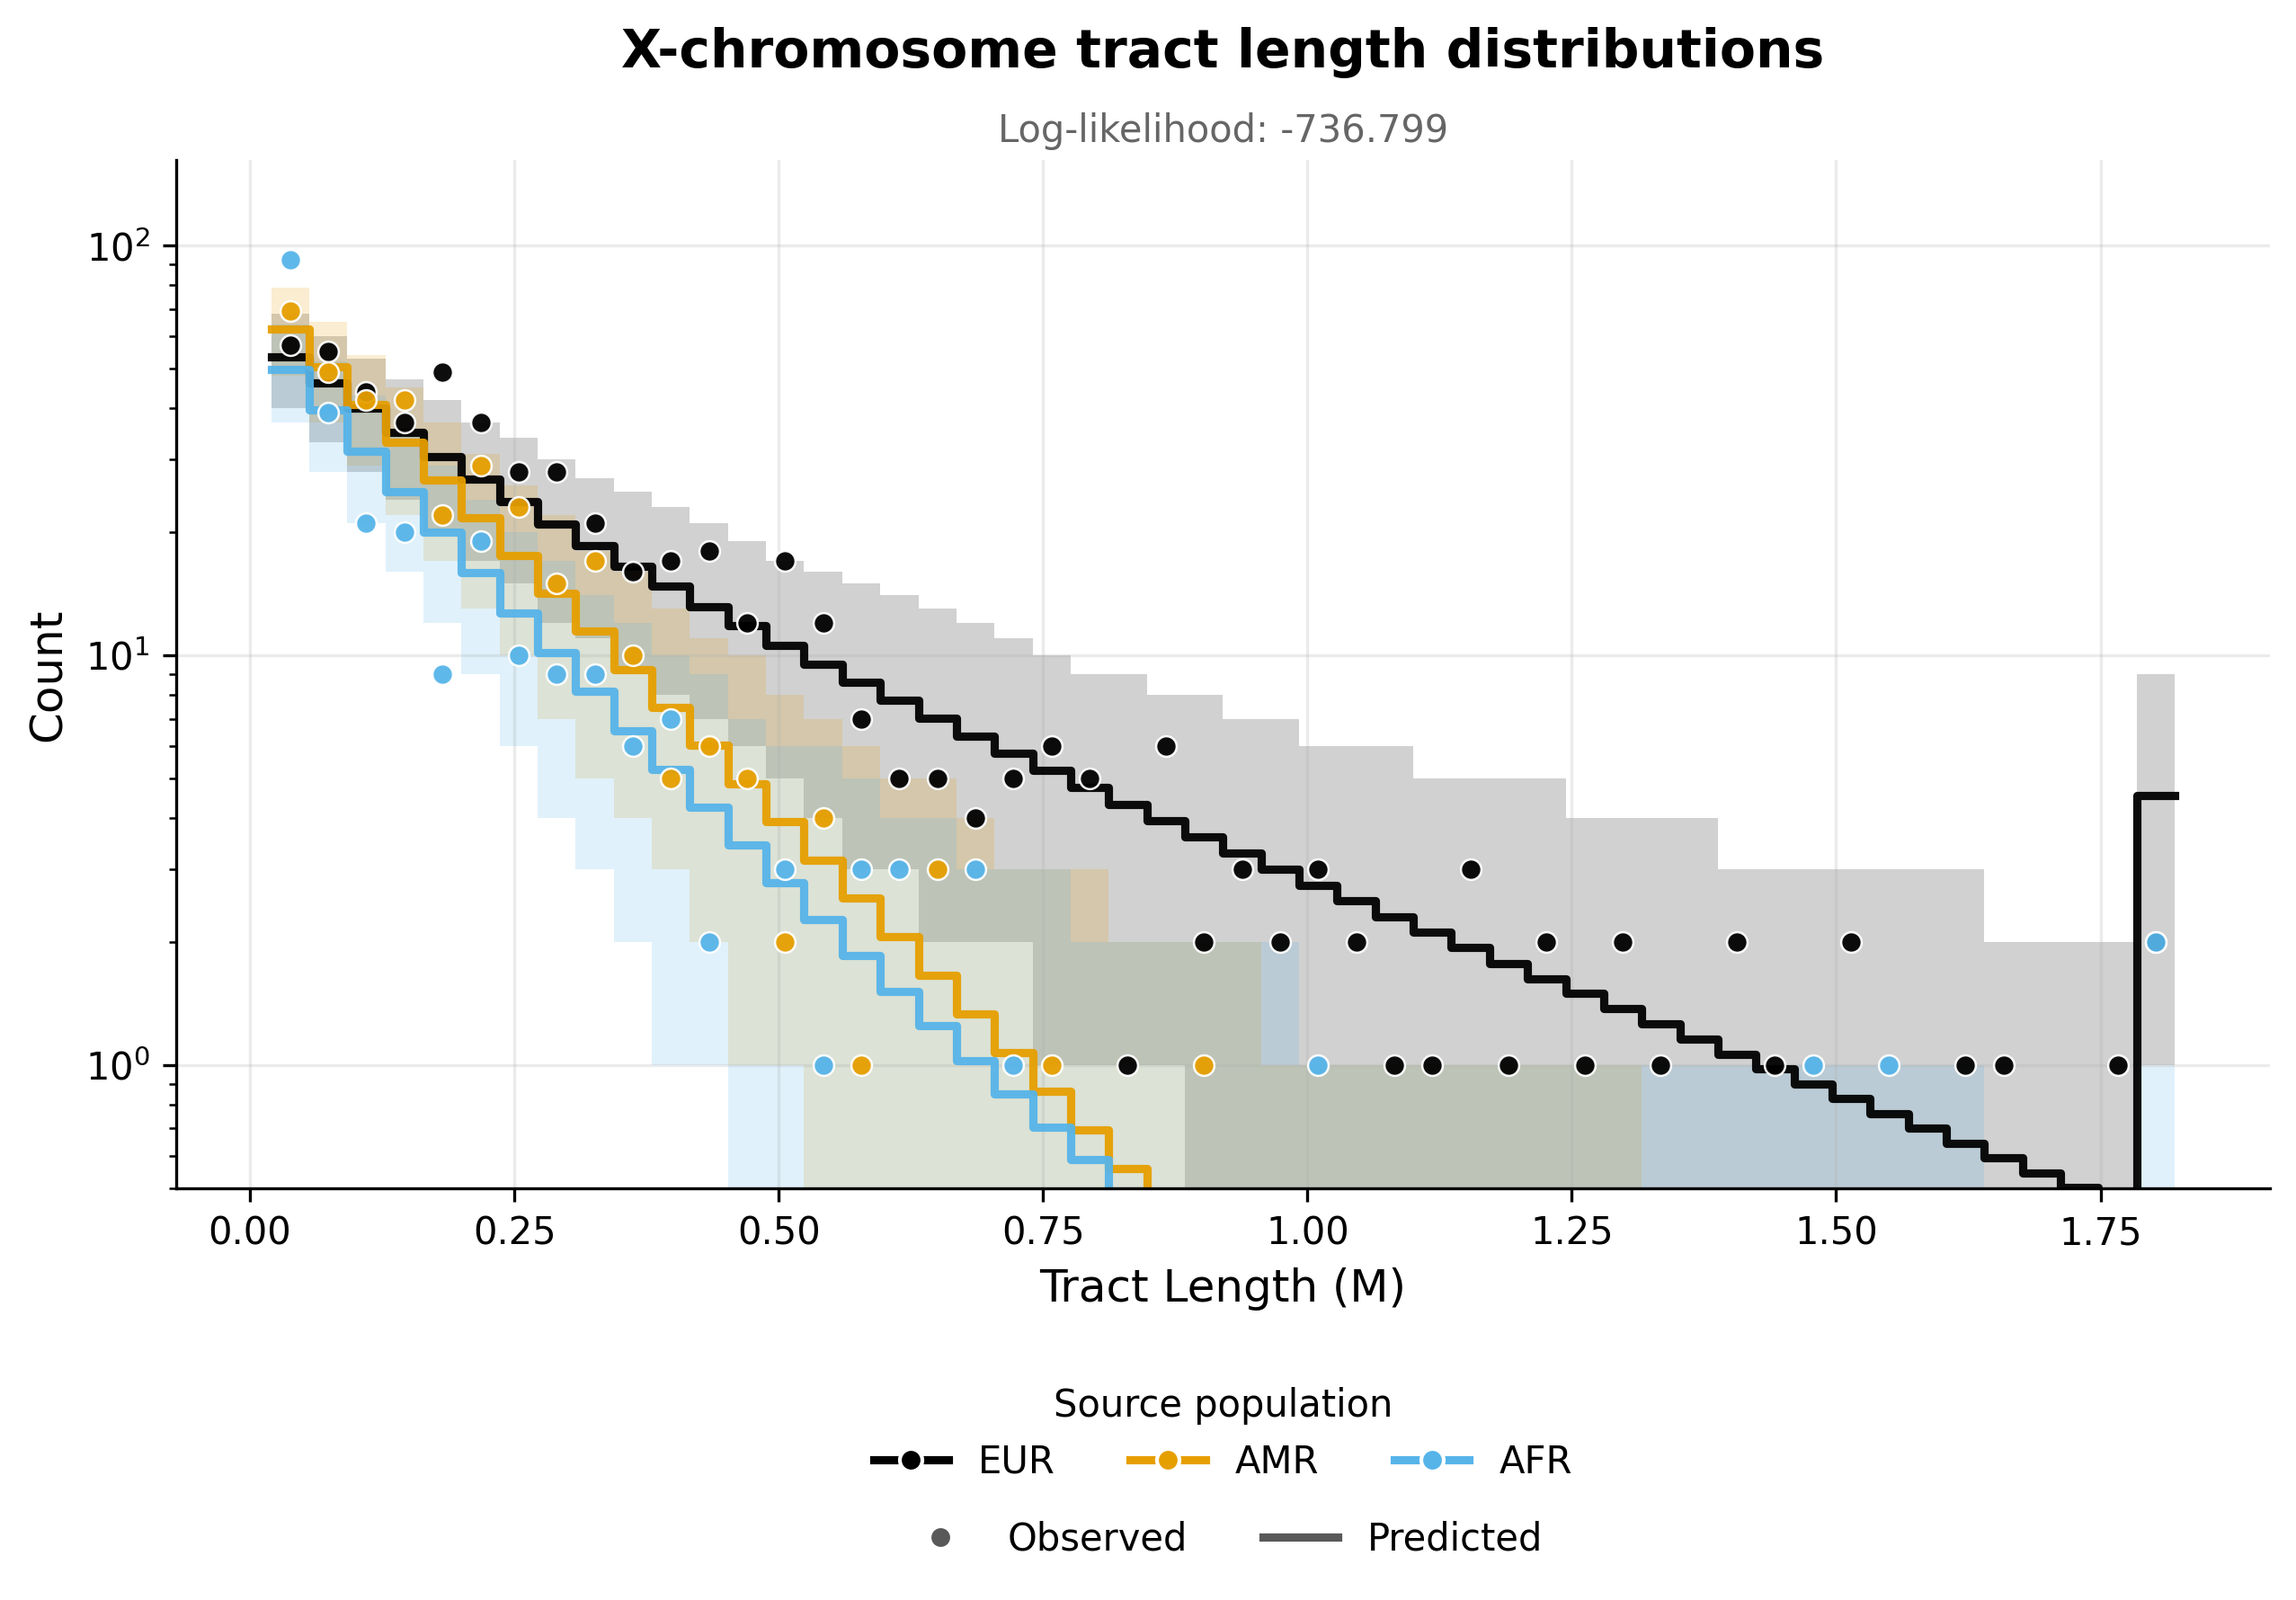 X-chromosome tract length distributions
Log-likelihood: -736.799
10²
10¹
10⁰
Count
0.00 0.25 0.50 0.75 1.00 1.25 1.50 1.75
Tract Length (M)
Source population
EUR AMR AFR
Observed Predicted